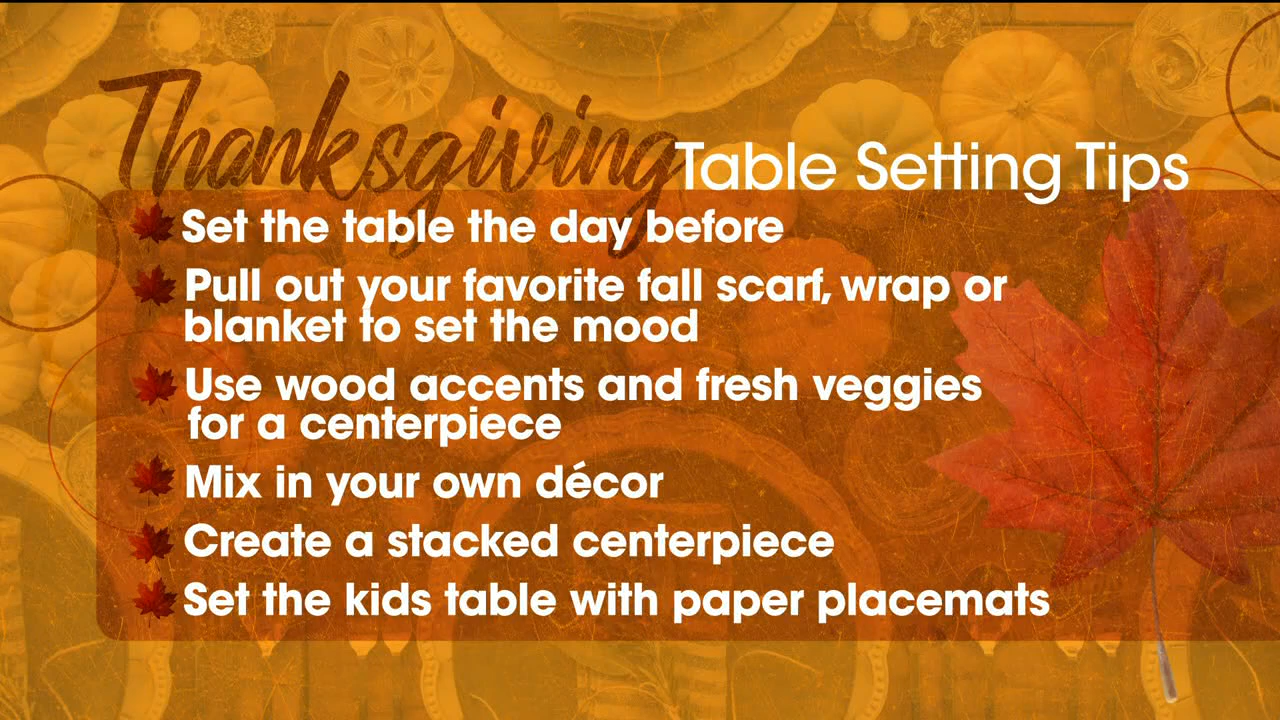 Thanksgiving Table Setting Tips
Set the table the day before
Pull out your favorite fall scarf, wrap or
blanket to set the mood
Use wood accents and fresh veggies
for a centerpiece
Mix in your own décor
Create a stacked centerpiece
Set the kids table with paper placemats